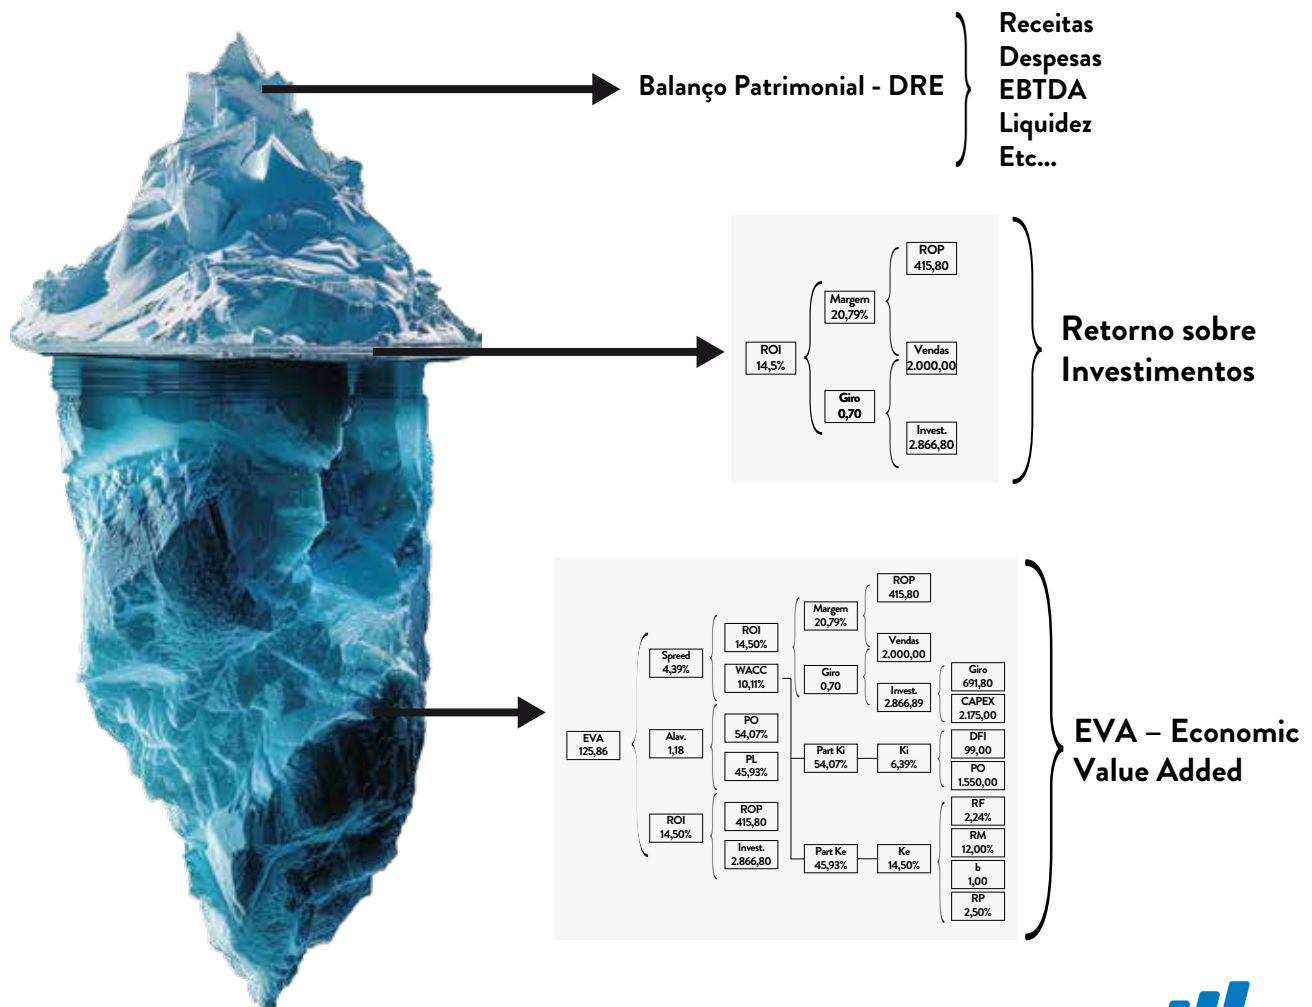 Receitas
Despesas
EBTDA
Liquidez
Etc...
Balanço Patrimonial - DRE
ROP
415,80
Margem
20,79%
ROI
14,5%
Vendas
2.000,00
Giro
0,70
Invest.
2.866,80
Retorno sobre
Investimentos
EVA
125,86
Spreed
4,39%
Alav.
1,18
ROI
14,50%
ROI
14,50%
WACC
10,11%
PO
54,07%
PL
45,93%
ROP
415,80
Invest.
2.866,80
Margem
20,79%
Giro
0,70
Part Ki
54,07%
Part Ke
45,93%
ROP
415,80
Vendas
2.000,00
Invest.
2.866,89
Ki
6,39%
Ke
14,50%
Giro
691,80
CAPEX
2.175,00
DFI
99,00
PO
1.550,00
RF
2,24%
RM
12,00%
b
1,00
RP
2,50%
EVA – Economic
Value Added